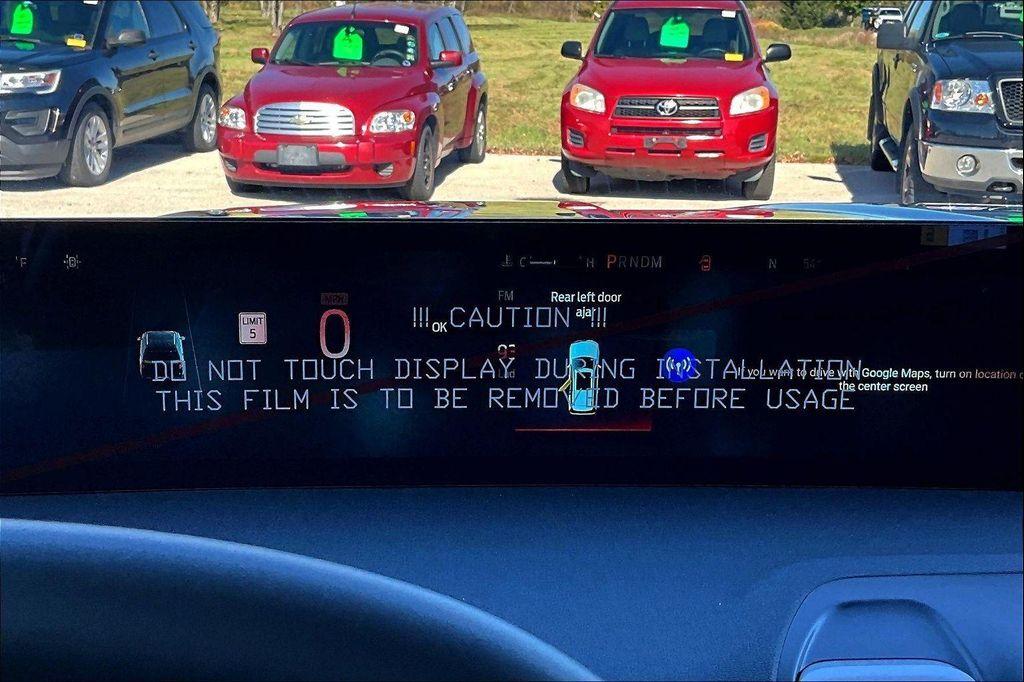 °F
C H PRNDM N
LIMIT
5
MPH
0
FM
Rear left door
ajar
OK
!!! CAUTION !!!
DO NOT TOUCH DISPLAY DURING INSTALLATION
THIS FILM IS TO BE REMOVED BEFORE USAGE
If you want to drive with Google Maps, turn on location
the center screen